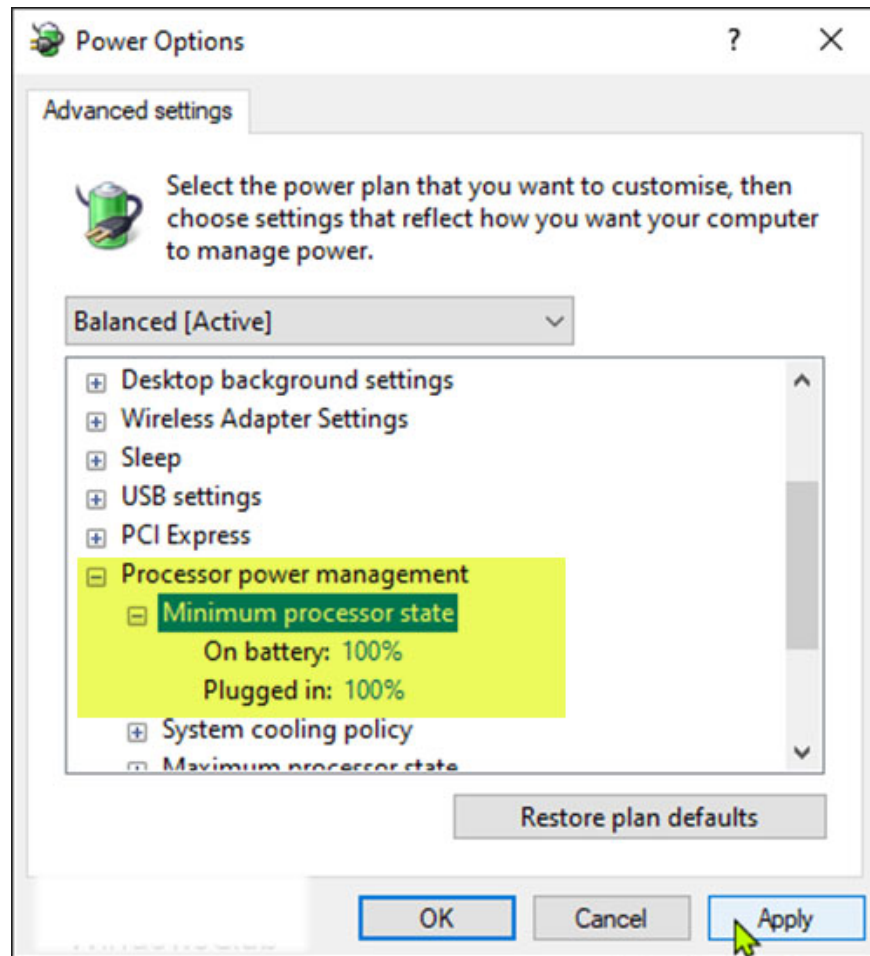 Power Options
?
Advanced settings
Select the power plan that you want to customise, then
choose settings that reflect how you want your computer
to manage power.
Balanced [Active]
Desktop background settings
Wireless Adapter Settings
Sleep
USB settings
PCI Express
Processor power management
Minimum processor state
On battery: 100%
Plugged in: 100%
System cooling policy
Maximum processor state
Restore plan defaults
OK
Cancel
Apply